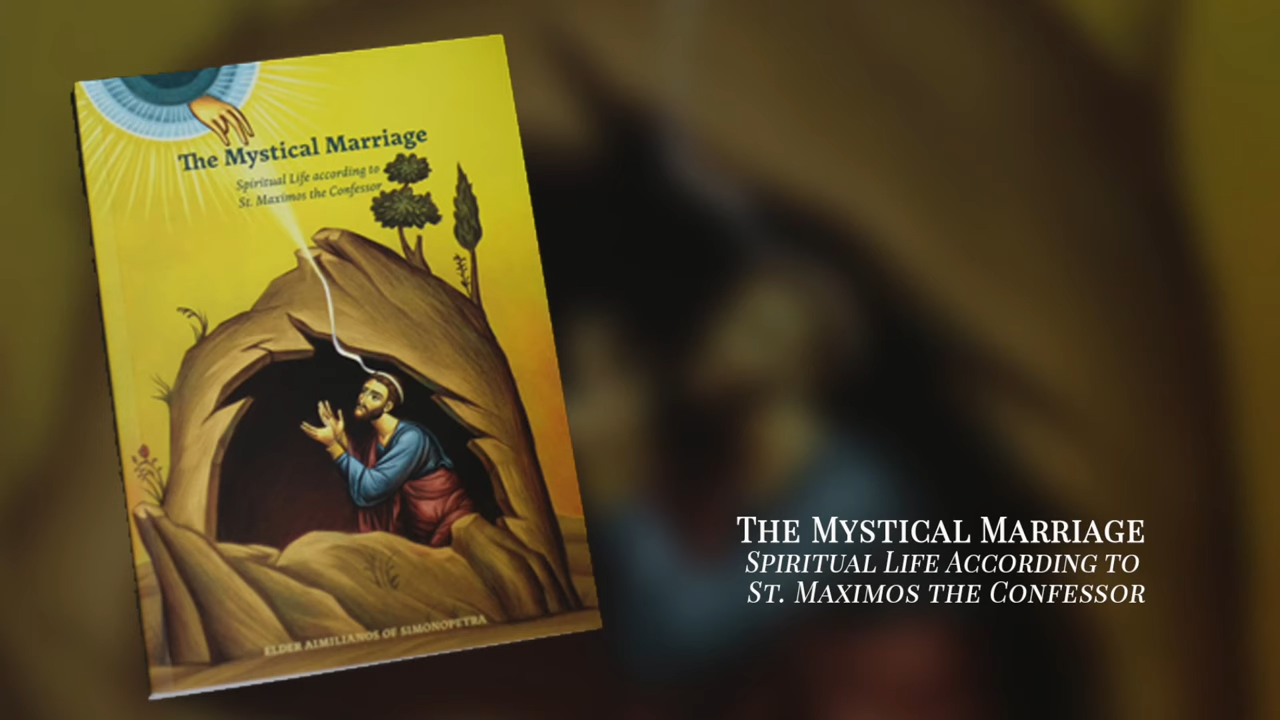 The Mystical Marriage
Spiritual Life according to
St. Maximos the Confessor
ELDER AIMILIANOS OF SIMONOPETRA
THE MYSTICAL MARRIAGE
SPIRITUAL LIFE ACCORDING TO
ST. MAXIMOS THE CONFESSOR